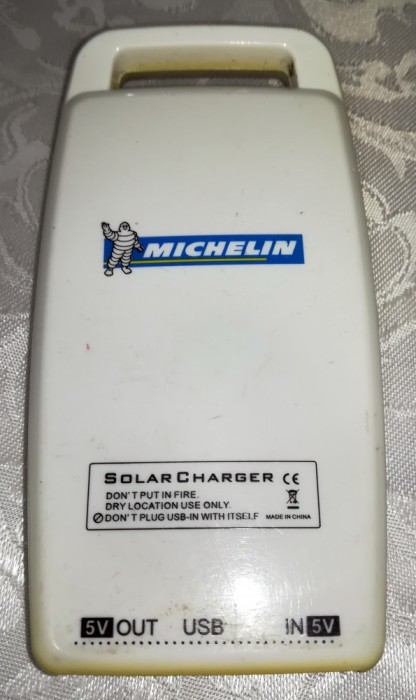 MICHELIN
SOLAR CHARGER CE
DON'T PUT IN FIRE.
DRY LOCATION USE ONLY.
DON'T PLUG USB-IN WITH ITSELF MADE IN CHINA
5V OUT USB IN 5V